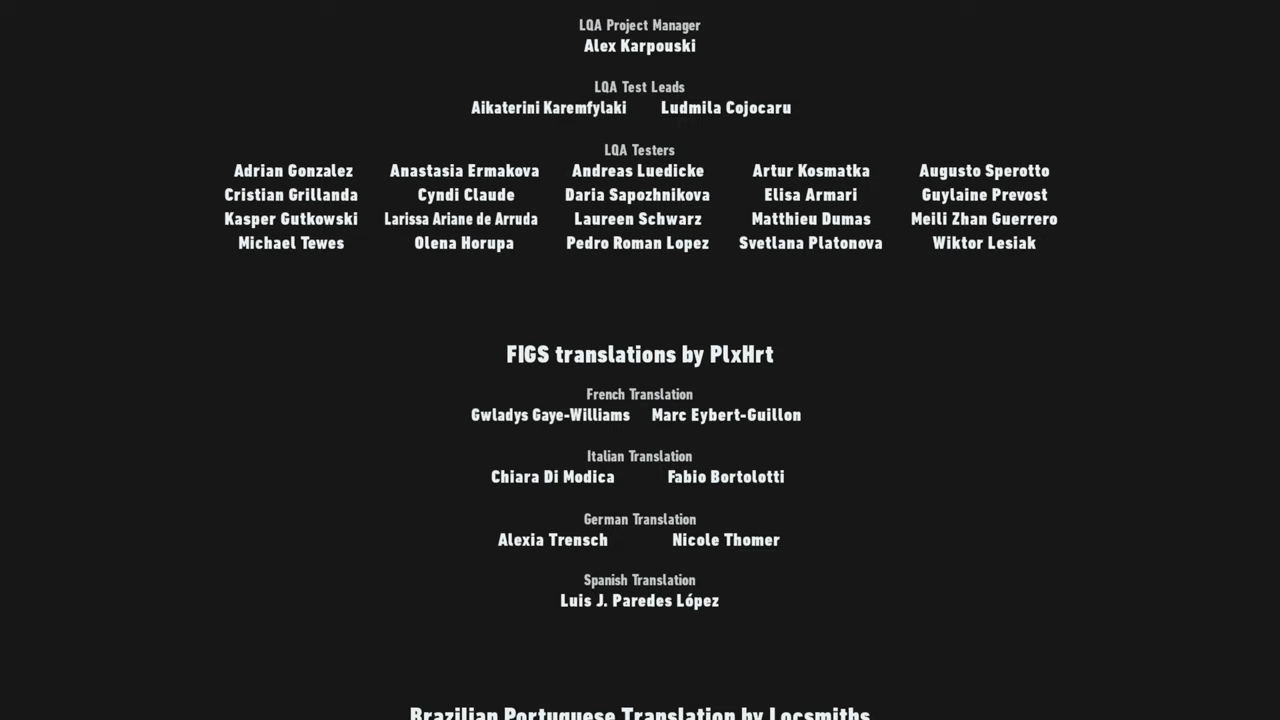 LQA Project Manager
Alex Karpouski
LQA Test Leads
Aikaterini Karemfylaki Ludmila Cojocaru
LQA Testers
Adrian Gonzalez Anastasia Ermakova Andreas Luedicke Artur Kosmatka Augusto Sperotto
Cristian Grillanda Cyndi Claude Daria Sapozhnikova Elisa Armari Guylaine Prevost
Kasper Gutkowski Larissa Ariane de Arruda Laureen Schwarz Matthieu Dumas Meili Zhan Guerrero
Michael Tewes Olena Horupa Pedro Roman Lopez Svetlana Platonova Wiktor Lesiak
FIGS translations by PlxHrt
French Translation
Gwladys Gaye-Williams Marc Eybert-Guillon
Italian Translation
Chiara Di Modica Fabio Bortolotti
German Translation
Alexia Trensch Nicole Thomer
Spanish Translation
Luis J. Paredes López
Brazilian Portuguese Translation by Locsmiths